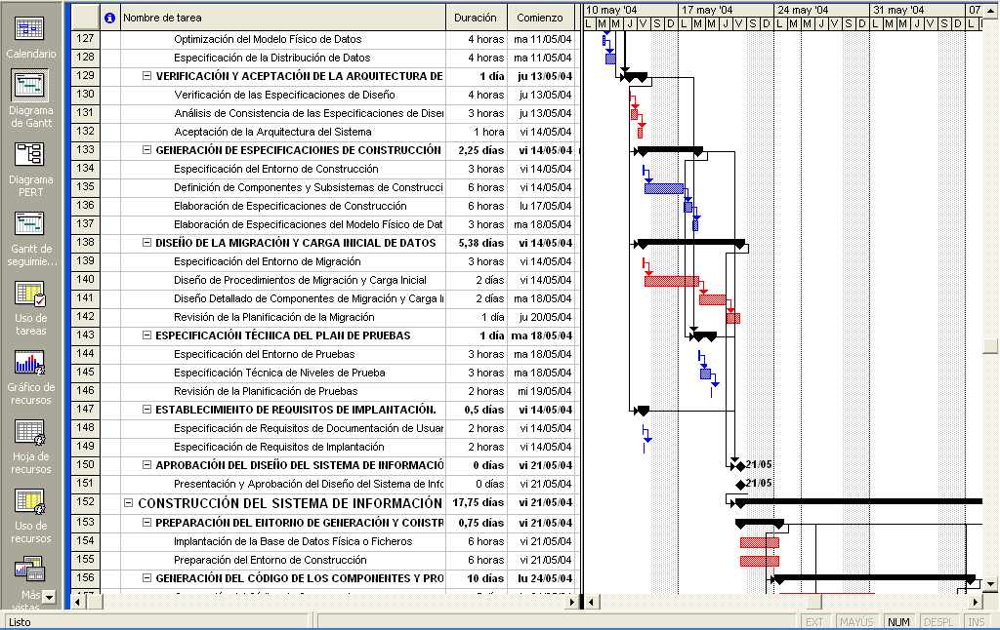 Nombre de tarea Duración Comienzo 10 may '04 17 may '04 24 may '04 31 may '04 07
L M M J V S D L M M J V S D L M M J V S D L M M J V S D L
127 Optimización del Modelo Físico de Datos 4 horas ma 11/05/04
128 Especificación de la Distribución de Datos 4 horas ma 11/05/04
129 VERIFICACIÓN Y ACEPTACIÓN DE LA ARQUITECTURA DE 1 día ju 13/05/04
130 Verificación de las Especificaciones de Diseño 4 horas ju 13/05/04
131 Análisis de Consistencia de las Especificaciones de Diser 3 horas ju 13/05/04
132 Aceptación de la Arquitectura del Sistema 1 hora vi 14/05/04
133 GENERACIÓN DE ESPECIFICACIONES DE CONSTRUCCIÓN 2,25 días vi 14/05/04
134 Especificación del Entorno de Construcción 3 horas vi 14/05/04
135 Definición de Componentes y Subsistemas de Construcci 6 horas vi 14/05/04
136 Elaboración de Especificaciones de Construcción 6 horas lu 17/05/04
137 Elaboración de Especificaciones del Modelo Físico de Dat 3 horas ma 18/05/04
138 DISEÑO DE LA MIGRACIÓN Y CARGA INICIAL DE DATOS 5,38 días vi 14/05/04
139 Especificación del Entorno de Migración 3 horas vi 14/05/04
140 Diseño de Procedimientos de Migración y Carga Inicial 2 días vi 14/05/04
141 Diseño Detallado de Componentes de Migración y Carga I 2 días ma 18/05/04
142 Revisión de la Planificación de la Migración 1 día ju 20/05/04
143 ESPECIFICACIÓN TÉCNICA DEL PLAN DE PRUEBAS 1 día ma 18/05/04
144 Especificación del Entorno de Pruebas 3 horas ma 18/05/04
145 Especificación Técnica de Niveles de Prueba 3 horas ma 18/05/04
146 Revisión de la Planificación de Pruebas 2 horas mi 19/05/04
147 ESTABLECIMIENTO DE REQUISITOS DE IMPLANTACIÓN. 0,5 días vi 14/05/04
148 Especificación de Requisitos de Documentación de Usuar 2 horas vi 14/05/04
149 Especificación de Requisitos de Implantación 2 horas vi 14/05/04
150 APROBACIÓN DEL DISEÑO DEL SISTEMA DE INFORMACIÓ 0 días vi 21/05/04 21/05
151 Presentación y Aprobación del Diseño del Sistema de Info 0 días vi 21/05/04 21/05
152 CONSTRUCCIÓN DEL SISTEMA DE INFORMACIÓN 17,75 días vi 21/05/04
153 PREPARACIÓN DEL ENTORNO DE GENERACIÓN Y CONSTR 0,75 días vi 21/05/04
154 Implantación de la Base de Datos Física o Ficheros 6 horas vi 21/05/04
155 Preparación del Entorno de Construcción 6 horas vi 21/05/04
156 GENERACIÓN DEL CÓDIGO DE LOS COMPONENTES Y PRO 10 días lu 24/05/04
Calendario
Diagrama
de Gantt
Diagrama
PERT
Gantt de
seguimie...
Uso de
tareas
Gráfico de
recursos
Hoja de
recursos
Uso de
recursos
Más
vistas
Listo EXT MAYÚS NUM DESPL INS